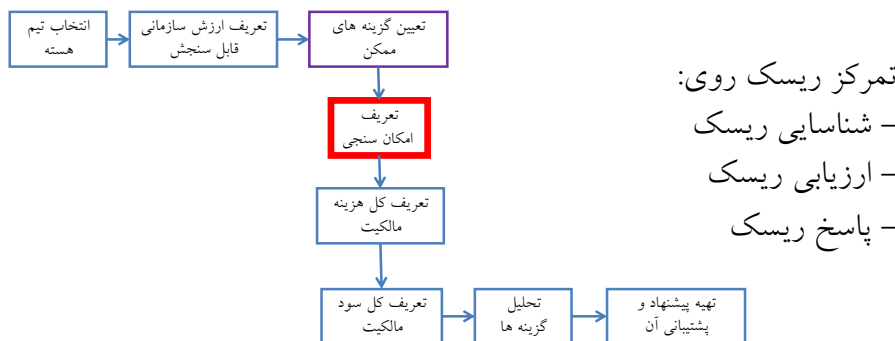 انتخاب تیم
هسته
تعریف ارزش سازمانی
قابل سنجش
تعیین گزینه های
ممکن
تعریف
امکان سنجی
تعریف کل هزینه
مالکیت
تعریف کل سود
مالکیت
تحلیل
گزینه ها
تهیه پیشنهاد و
پشتیبانی آن
تمرکز ریسک روی:
– شناسایی ریسک
– ارزیابی ریسک
– پاسخ ریسک